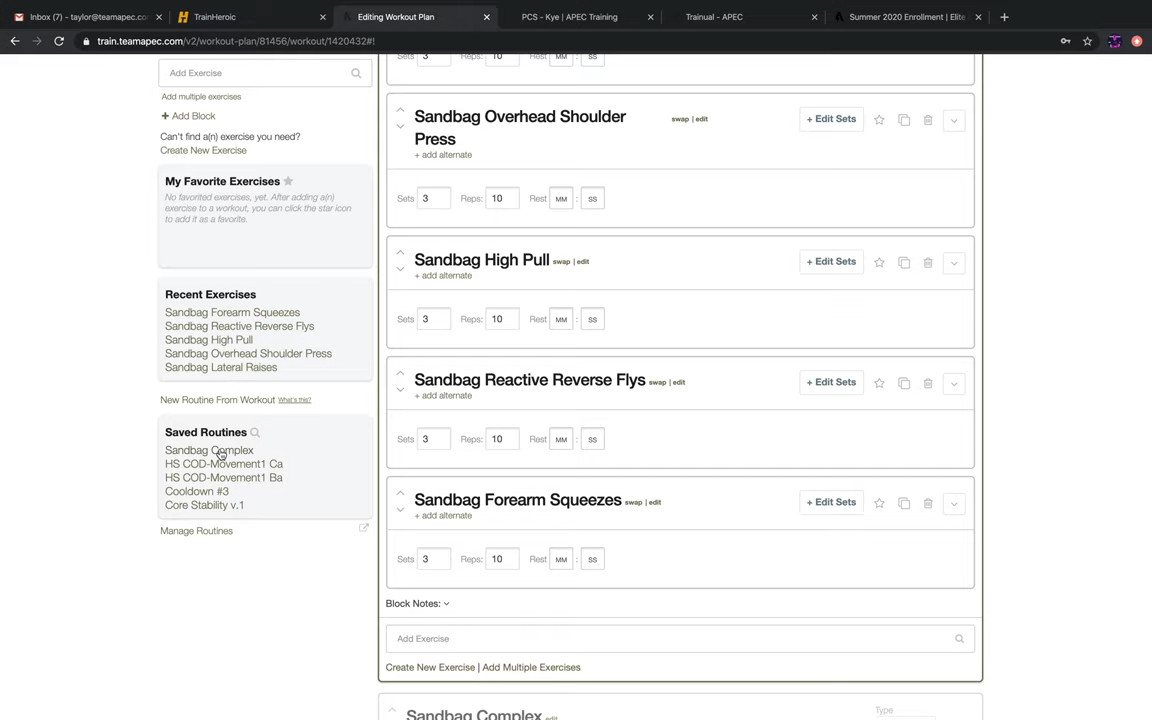 Inbox (7) - taylor@teamapec.com
TrainHeroic
Editing Workout Plan
PCS - Kye | APEC Training
Trainual - APEC
Summer 2020 Enrollment | Elite
train.teamapec.com/v2/workout-plan/81456/workout/1420432#!
Add Exercise
Add multiple exercises
+ Add Block
Can't find a(n) exercise you need?
Create New Exercise
My Favorite Exercises
No favorited exercises, yet. After adding a(n)
exercise to a workout, you can click the star icon
to add it as a favorite.
Recent Exercises
Sandbag Forearm Squeezes
Sandbag Reactive Reverse Flys
Sandbag High Pull
Sandbag Overhead Shoulder Press
Sandbag Lateral Raises
New Routine From Workout What's this?
Saved Routines
Sandbag Complex
HS COD-Movement1 Ca
HS COD-Movement1 Ba
Cooldown #3
Core Stability v.1
Manage Routines
Sets 3 Reps: 10 Rest MM : SS
Sandbag Overhead Shoulder
Press
swap | edit
+ Edit Sets
+ add alternate
Sets 3 Reps: 10 Rest MM : SS
Sandbag High Pull swap | edit
+ Edit Sets
+ add alternate
Sets 3 Reps: 10 Rest MM : SS
Sandbag Reactive Reverse Flys swap | edit
+ Edit Sets
+ add alternate
Sets 3 Reps: 10 Rest MM : SS
Sandbag Forearm Squeezes swap | edit
+ Edit Sets
+ add alternate
Sets 3 Reps: 10 Rest MM : SS
Block Notes:
Add Exercise
Create New Exercise | Add Multiple Exercises
Sandbag Complex edit
Type